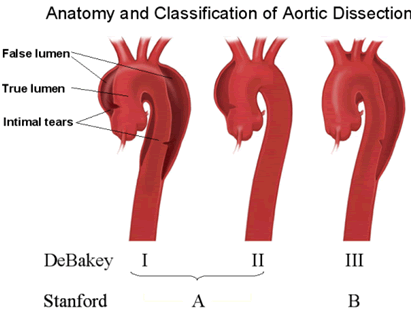 Anatomy and Classification of Aortic Dissection
False lumen
True lumen
Intimal tears
DeBakey I II III
Stanford A B